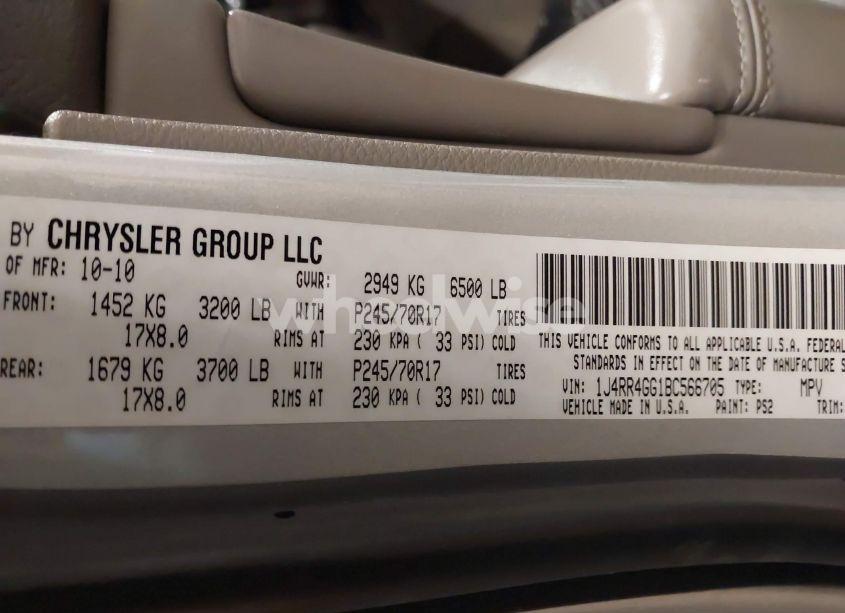 BY CHRYSLER GROUP LLC
OF MFR: 10-10 GVWR: 2949 KG 6500 LB
FRONT: 1452 KG 3200 LB WITH P245/70R17 TIRES
17X8.0 RIMS AT 230 KPA ( 33 PSI) COLD
REAR: 1679 KG 3700 LB WITH P245/70R17 TIRES
17X8.0 RIMS AT 230 KPA ( 33 PSI) COLD
THIS VEHICLE CONFORMS TO ALL APPLICABLE U.S.A. FEDERAL
STANDARDS IN EFFECT ON THE DATE OF MANUFACTURE
VIN: 1J4RR4GG1BC566705 TYPE: MPV
VEHICLE MADE IN U.S.A. PAINT: PS2 TRIM:
wheelwise